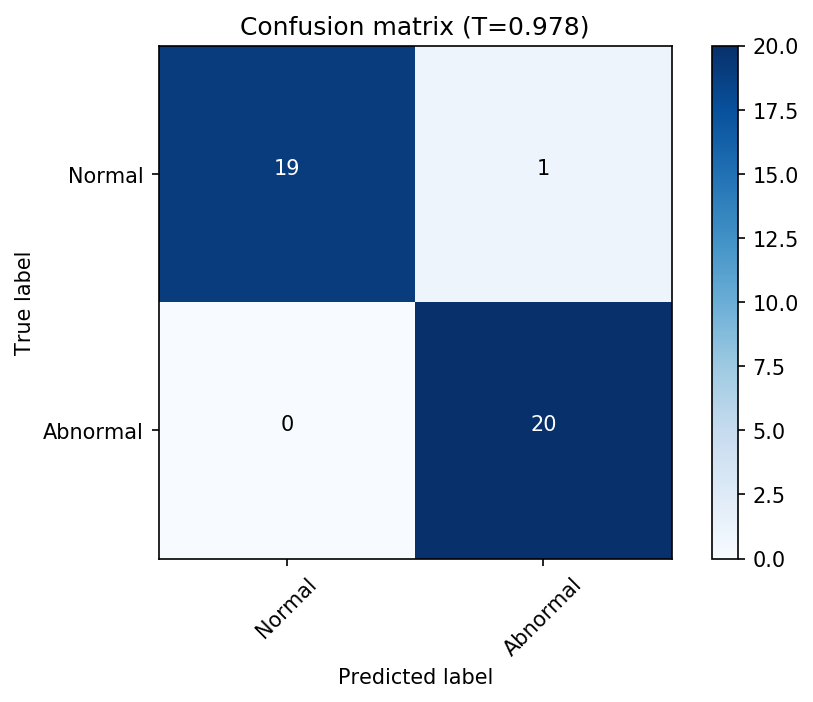 Confusion matrix (T=0.978)
True label
Normal
Abnormal
19
1
0
20
Normal
Abnormal
Predicted label
20.0
17.5
15.0
12.5
10.0
7.5
5.0
2.5
0.0